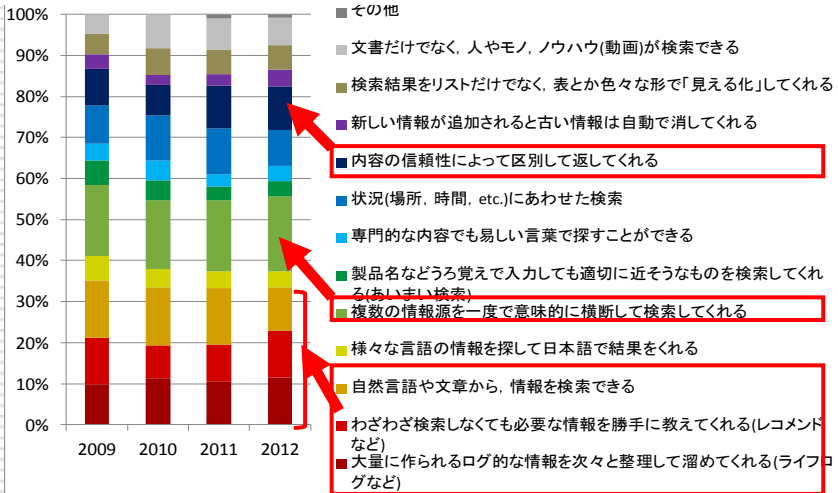 100%
90%
80%
70%
60%
50%
40%
30%
20%
10%
0%
2009 2010 2011 2012
その他
文書だけでなく, 人やモノ, ノウハウ(動画)が検索できる
検索結果をリストだけでなく, 表とか色々な形で「見える化」してくれる
新しい情報が追加されると古い情報は自動で消してくれる
内容の信頼性によって区別して返してくれる
状況(場所, 時間, etc.)にあわせた検索
専門的な内容でも易しい言葉で探すことができる
製品名などうろ覚えで入力しても適切に近そうなものを検索してくれ
る(あいまい検索)
複数の情報源を一度で意味的に横断して検索してくれる
様々な言語の情報を探して日本語で結果をくれる
自然言語や文章から, 情報を検索できる
わざわざ検索しなくても必要な情報を勝手に教えてくれる(レコメンド
など)
大量に作られるログ的な情報を次々と整理して溜めてくれる(ライフロ
グなど)